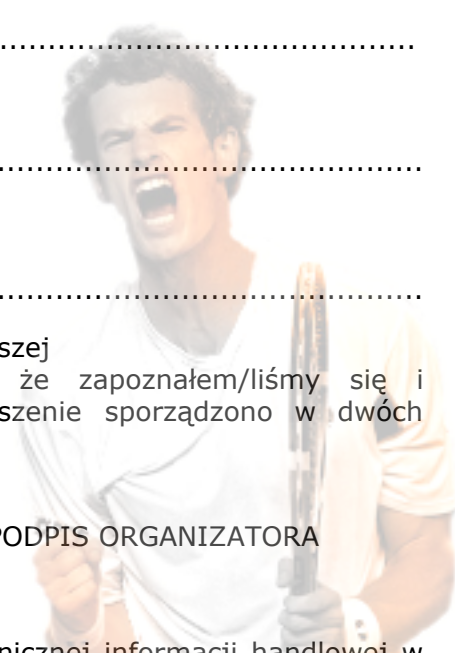 ................................................
................................................
................................................
szej
że zapoznałem/liśmy się i
szenie sporządzono w dwóch
PODPIS ORGANIZATORA
nicznej informacji handlowej w